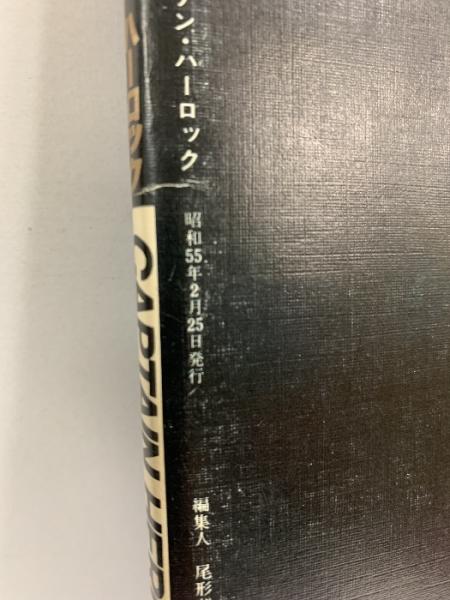 ン・ハーロック
昭和55年2月25日発行/
編集人 尾形
ハーロック
CAPTAIN HER